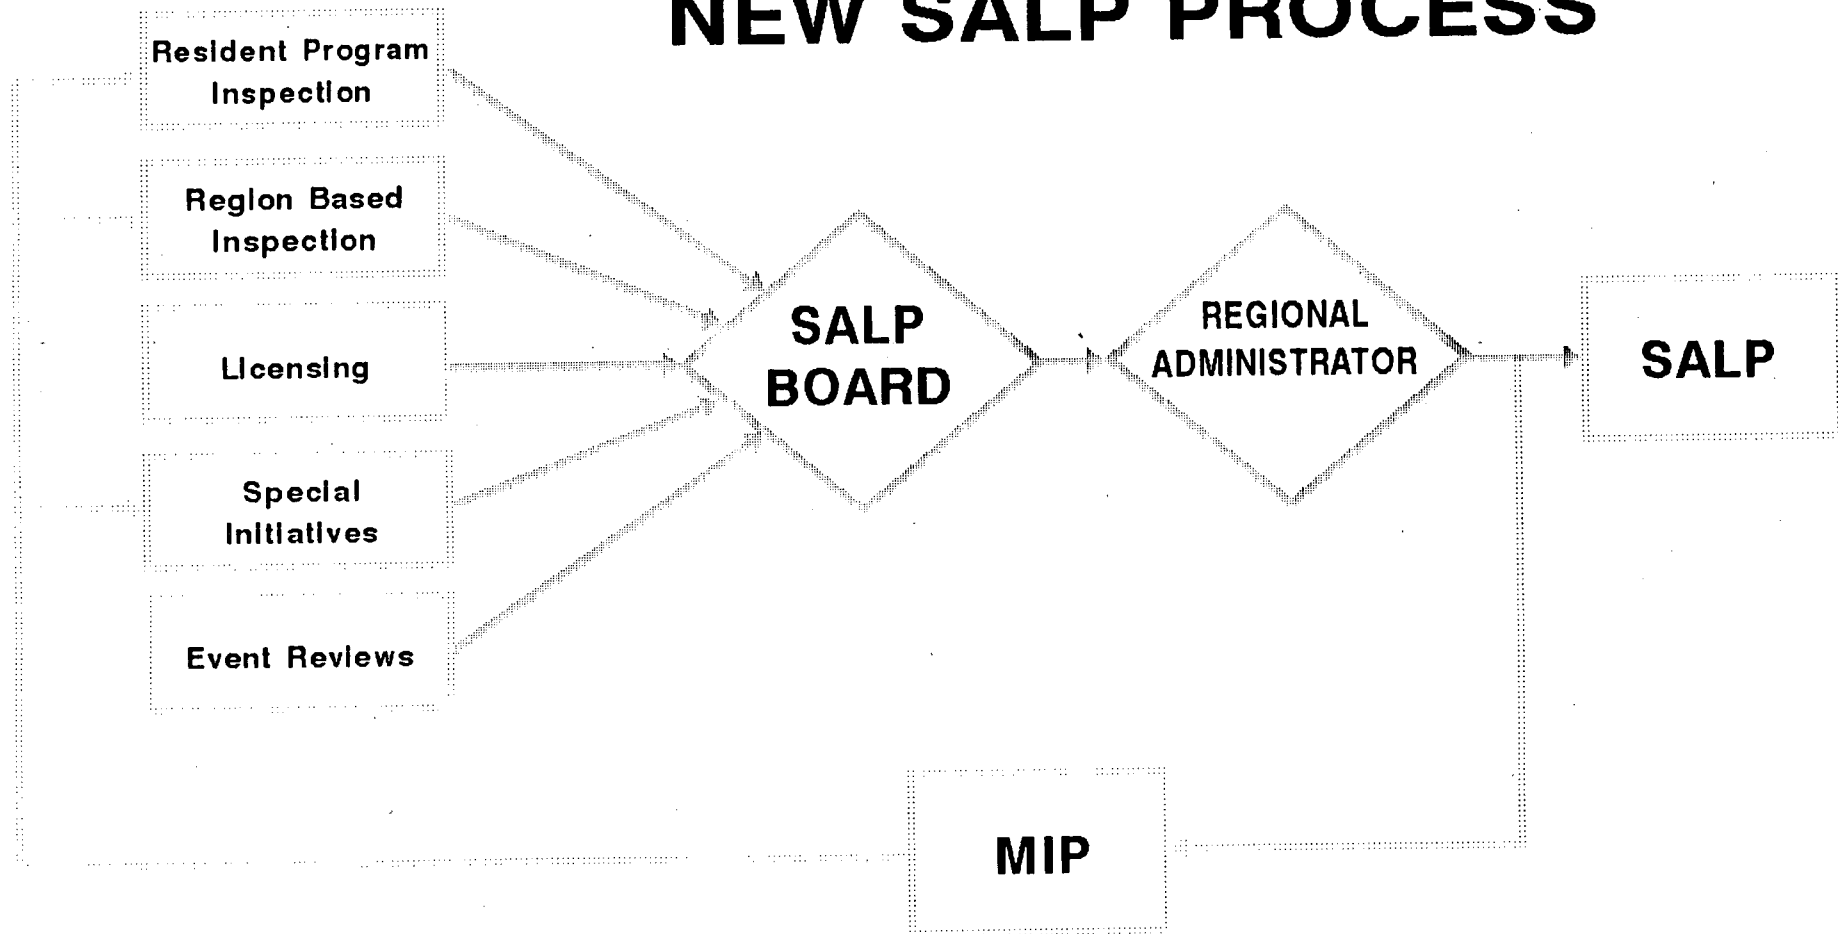 NEW SALP PROCESS
Resident Program
Inspection
Region Based
Inspection
Licensing
Special
Initiatives
Event Reviews
SALP
BOARD
REGIONAL
ADMINISTRATOR
SALP
MIP